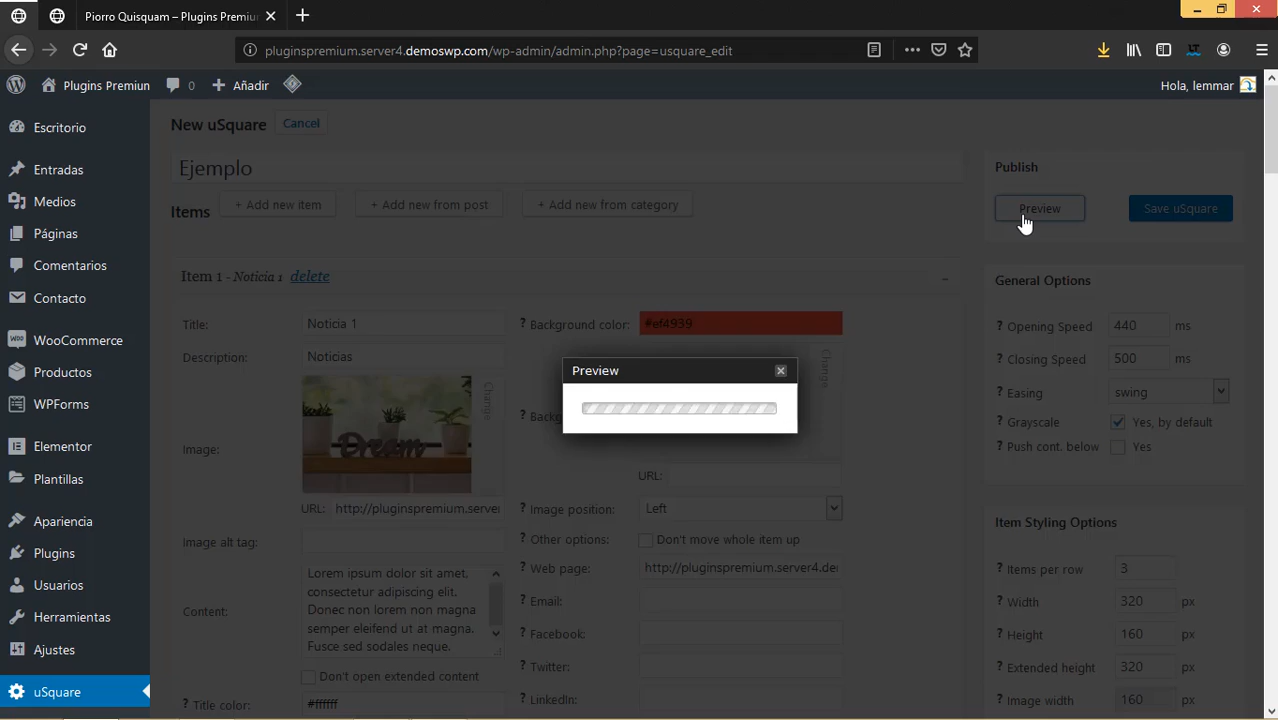 Piorro Quisquam – Plugins Premiu
pluginspremium.server4.demoswp.com/wp-admin/admin.php?page=usquare_edit
Plugins Premiun
0
Añadir
Hola, lemmar
Escritorio
Entradas
Medios
Páginas
Comentarios
Contacto
WooCommerce
Productos
WPForms
Elementor
Plantillas
Apariencia
Plugins
Usuarios
Herramientas
Ajustes
uSquare
New uSquare
Cancel
Ejemplo
Items
+ Add new item
+ Add new from post
+ Add new from category
Item 1 - Noticia 1 delete
Title:
Noticia 1
Description:
Noticias
Image:
Dream
Change
URL:
http://pluginspremium.server
Image alt tag:
Content:
Lorem ipsum dolor sit amet,
consectetur adipiscing elit.
Donec non lorem non magna
semper eleifend ut at magna.
Fusce sed sodales neque.
Don't open extended content
? Title color:
#ffffff
? Background color:
#ef4939
? Backg
Change
URL:
? Image position:
Left
? Other options:
Don't move whole item up
? Web page:
http://pluginspremium.server4.de
? Email:
? Facebook:
? Twitter:
? LinkedIn:
Preview
Publish
Preview
Save uSquare
General Options
? Opening Speed
440
ms
? Closing Speed
500
ms
? Easing
swing
? Grayscale
Yes, by default
? Push cont. below
Yes
Item Styling Options
? Items per row
3
? Width
320
px
? Height
160
px
? Extended height
320
px
? Image width
160
px